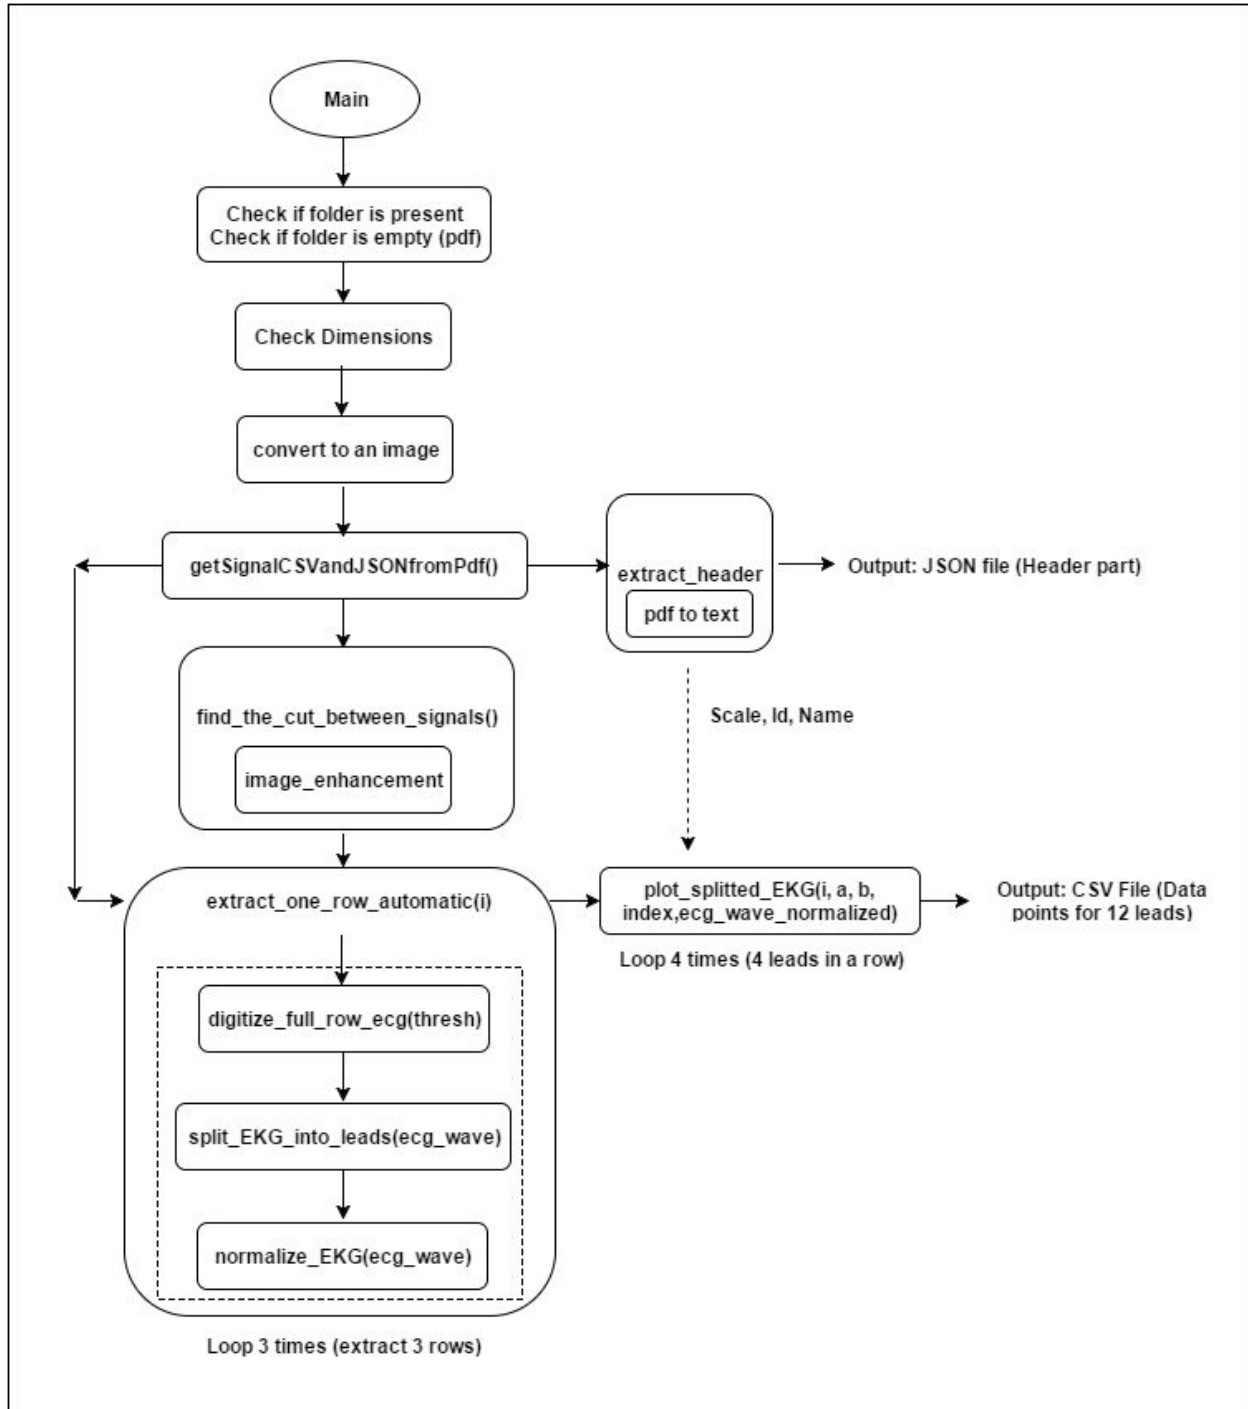 Main
Check if folder is present
Check if folder is empty (pdf)
Check Dimensions
convert to an image
getSignalCSVandJSONfromPdf()
extract_header
pdf to text
Output: JSON file (Header part)
find_the_cut_between_signals()
image_enhancement
Scale, Id, Name
extract_one_row_automatic(i)
plot_splitted_EKG(i, a, b,
index,ecg_wave_normalized)
Output: CSV File (Data
points for 12 leads)
Loop 4 times (4 leads in a row)
digitize_full_row_ecg(thresh)
split_EKG_into_leads(ecg_wave)
normalize_EKG(ecg_wave)
Loop 3 times (extract 3 rows)